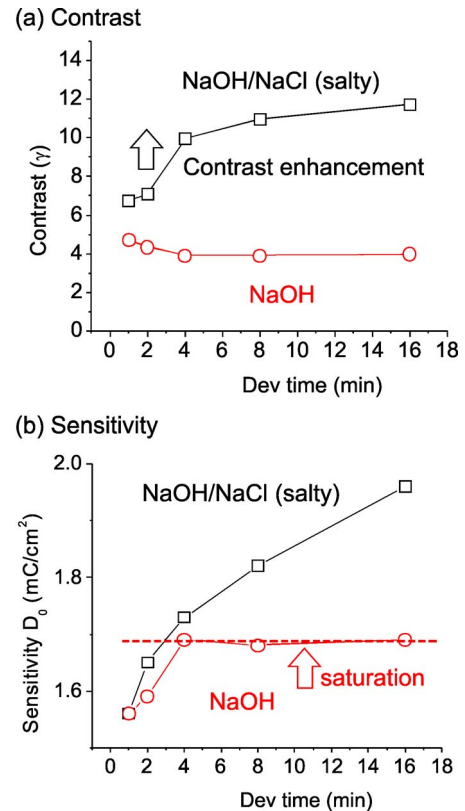 (a) Contrast
14
12
10
8
6
4
2
0
Contrast (γ)
NaOH/NaCl (salty)
Contrast enhancement
NaOH
0 2 4 6 8 10 12 14 16 18
Dev time (min)
(b) Sensitivity
2.0
1.8
1.6
Sensitivity D₀ (mC/cm²)
NaOH/NaCl (salty)
saturation
NaOH
0 2 4 6 8 10 12 14 16 18
Dev time (min)